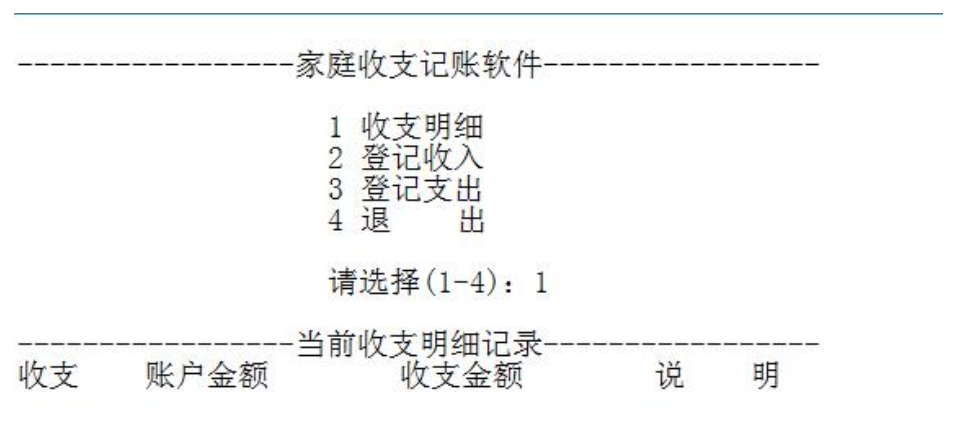 -----------------家庭收支记账软件-----------------
1 收支明细
2 登记收入
3 登记支出
4 退    出
请选择(1-4): 1
-----------------当前收支明细记录-----------------
收支    账户金额        收支金额        说    明